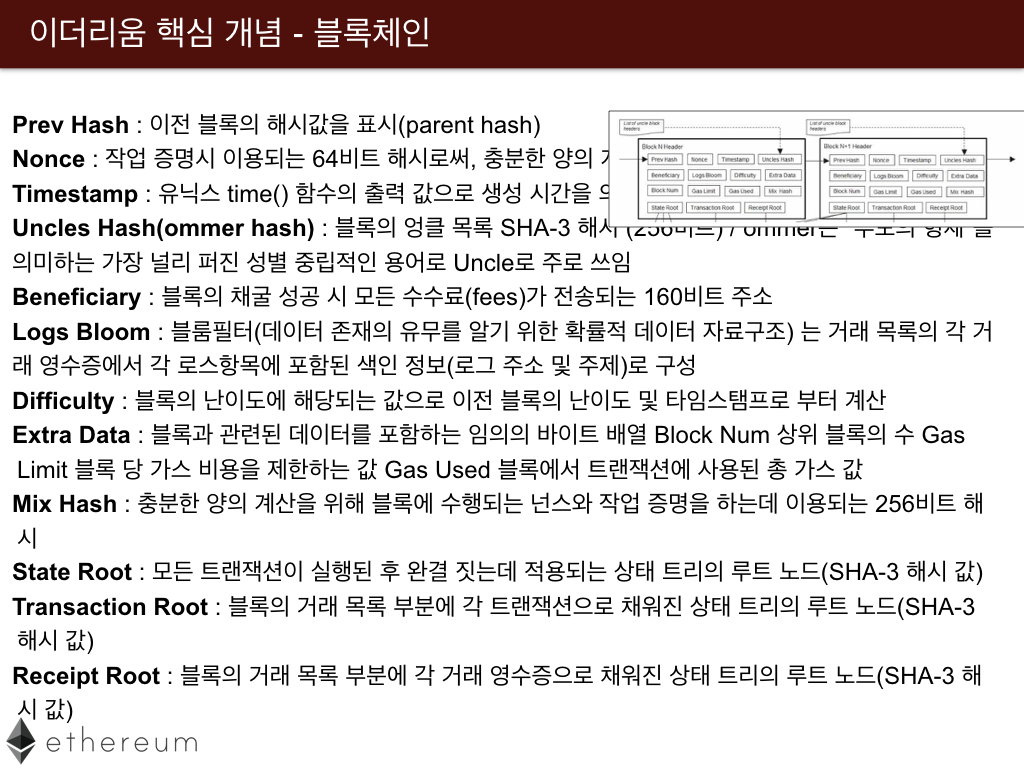 이더리움 핵심 개념 - 블록체인
Prev Hash : 이전 블록의 해시값을 표시(parent hash)
Nonce : 작업 증명시 이용되는 64비트 해시로써, 충분한 양의
Timestamp : 유닉스 time() 함수의 출력 값으로 생성 시간을
Uncles Hash(ommer hash) : 블록의 엉클 목록 SHA-3 해시 (256비트) / ommer는
의미하는 가장 널리 퍼진 성별 중립적인 용어로 Uncle로 주로 쓰임
Beneficiary : 블록의 채굴 성공 시 모든 수수료(fees)가 전송되는 160비트 주소
Logs Bloom : 블룸필터(데이터 존재의 유무를 알기 위한 확률적 데이터 자료구조) 는 거래 목록의 각 거
래 영수증에서 각 로스항목에 포함된 색인 정보(로그 주소 및 주제)로 구성
Difficulty : 블록의 난이도에 해당되는 값으로 이전 블록의 난이도 및 타임스탬프로 부터 계산
Extra Data : 블록과 관련된 데이터를 포함하는 임의의 바이트 배열 Block Num 상위 블록의 수 Gas
Limit 블록 당 가스 비용을 제한하는 값 Gas Used 블록에서 트랜잭션에 사용된 총 가스 값
Mix Hash : 충분한 양의 계산을 위해 블록에 수행되는 넌스와 작업 증명을 하는데 이용되는 256비트 해
시
State Root : 모든 트랜잭션이 실행된 후 완결 짓는데 적용되는 상태 트리의 루트 노드(SHA-3 해시 값)
Transaction Root : 블록의 거래 목록 부분에 각 트랜잭션으로 채워진 상태 트리의 루트 노드(SHA-3
해시 값)
Receipt Root : 블록의 거래 목록 부분에 각 거래 영수증으로 채워진 상태 트리의 루트 노드(SHA-3 해
시 값)
List of uncle block
headers
Block N Header
Prev Hash Nonce Timestamp Uncles Hash
Beneficiary Logs Bloom Difficulty Extra Data
Block Num Gas Limit Gas Used Mix Hash
State Root Transaction Root Receipt Root
List of uncle block
headers
Block N+1 Header
Prev Hash Nonce Timestamp Uncles Hash
Beneficiary Logs Bloom Difficulty Extra Data
Block Num Gas Limit Gas Used Mix Hash
State Root Transaction Root Receipt Root
ethereum